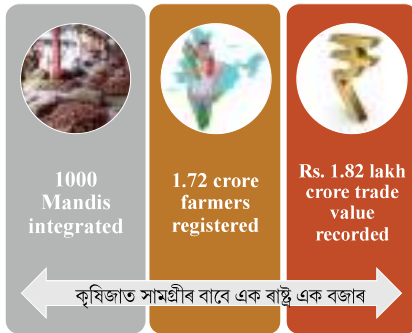 1000
Mandis
integrated
1.72 crore
farmers
registered
Rs. 1.82 lakh
crore trade
value
recorded
কৃষিজাত সামগ্ৰীৰ বাবে এক ৰাষ্ট্ৰ এক বজাৰ